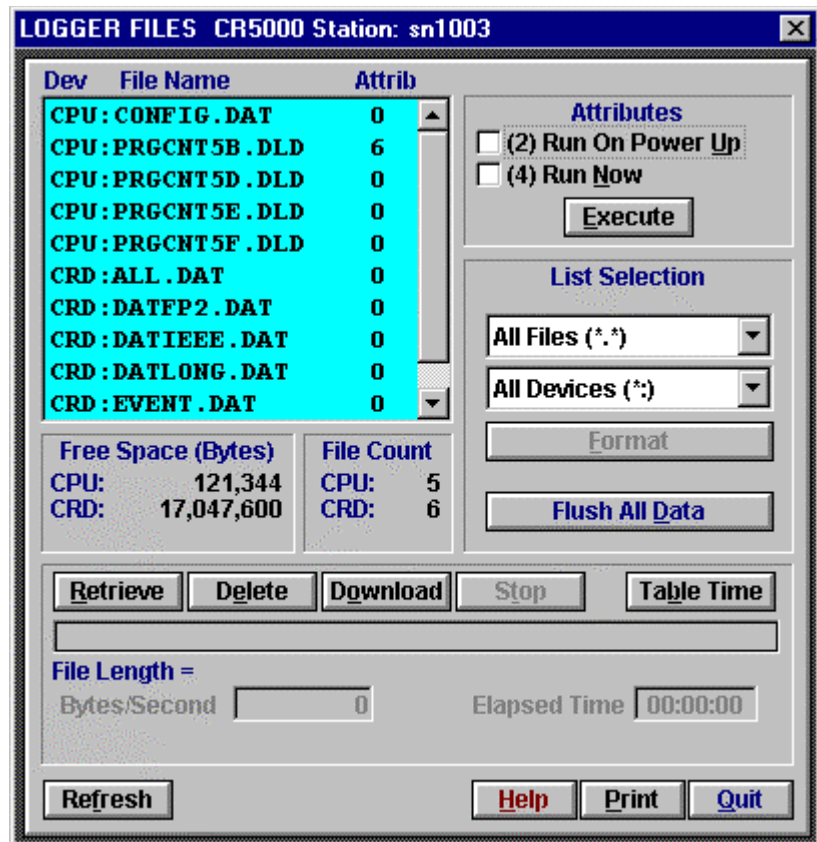 LOGGER FILES CR5000 Station: sn1003
Dev File Name Attrib
CPU:CONFIG.DAT 0
CPU:PRGCNT5B.DLD 6
CPU:PRGCNT5D.DLD 0
CPU:PRGCNT5E.DLD 0
CPU:PRGCNT5F.DLD 0
CRD:ALL.DAT 0
CRD:DATFP2.DAT 0
CRD:DATIEEE.DAT 0
CRD:DATLONG.DAT 0
CRD:EVENT.DAT 0
Attributes
(2) Run On Power Up
(4) Run Now
Execute
List Selection
All Files (*.*)
All Devices (*:)
Format
Flush All Data
Free Space (Bytes)
CPU: 121,344
CRD: 17,047,600
File Count
CPU: 5
CRD: 6
Retrieve Delete Download Stop Table Time
File Length =
Bytes/Second 0 Elapsed Time 00:00:00
Refresh Help Print Quit